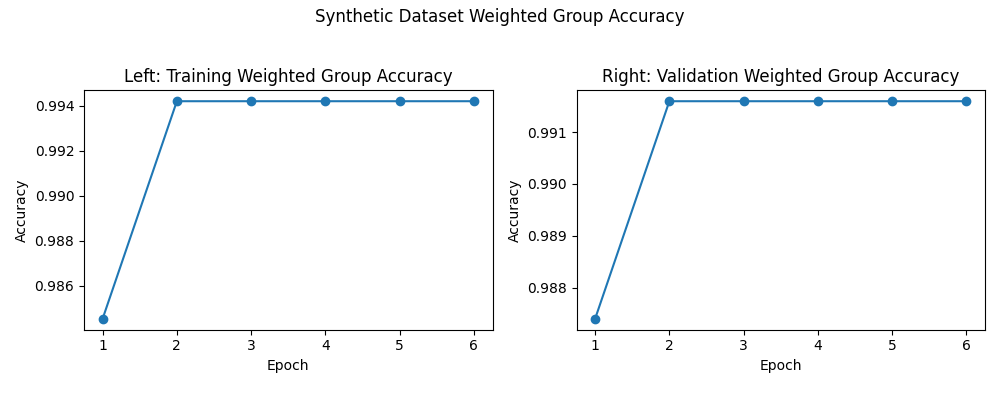 Synthetic Dataset Weighted Group Accuracy
Left: Training Weighted Group Accuracy
Accuracy
0.994
0.992
0.990
0.988
0.986
1 2 3 4 5 6
Epoch
Right: Validation Weighted Group Accuracy
Accuracy
0.991
0.990
0.989
0.988
1 2 3 4 5 6
Epoch